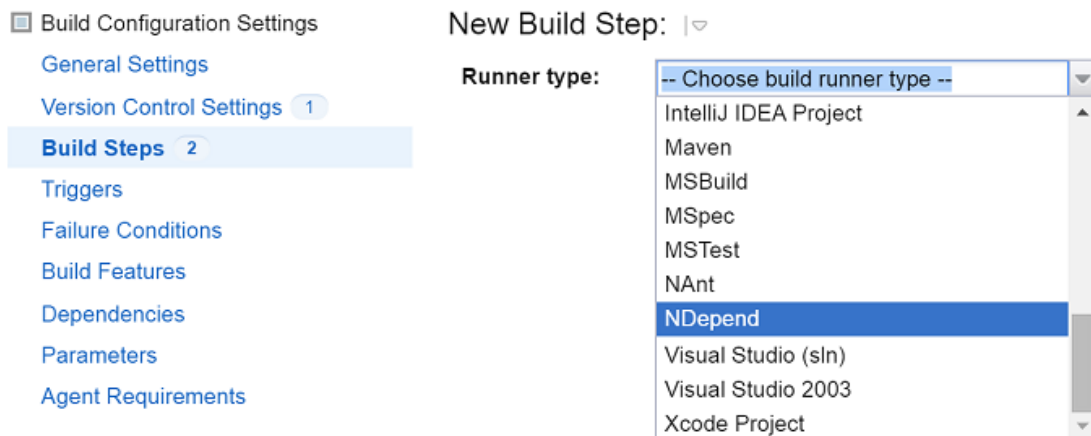 Build Configuration Settings
General Settings
Version Control Settings 1
Build Steps 2
Triggers
Failure Conditions
Build Features
Dependencies
Parameters
Agent Requirements
New Build Step:
Runner type:
-- Choose build runner type --
IntelliJ IDEA Project
Maven
MSBuild
MSpec
MSTest
NAnt
NDepend
Visual Studio (sln)
Visual Studio 2003
Xcode Project